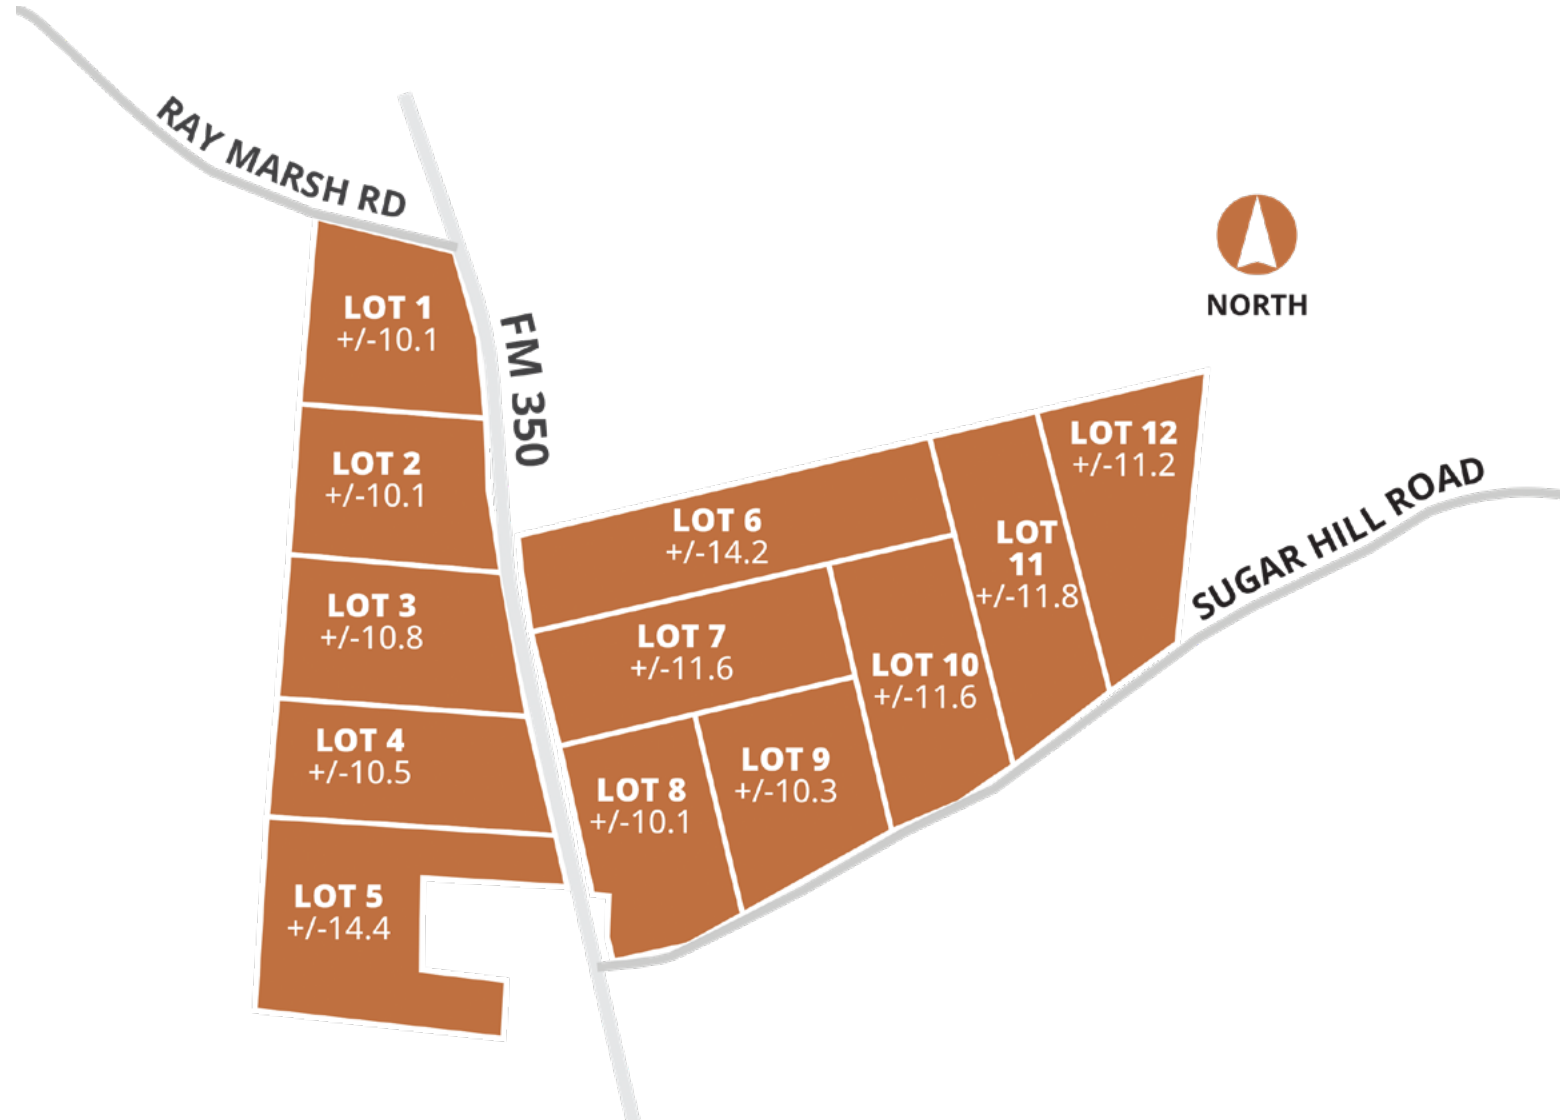 RAY MARSH RD
FM 350
NORTH
SUGAR HILL ROAD
LOT 1
+/-10.1
LOT 2
+/-10.1
LOT 3
+/-10.8
LOT 4
+/-10.5
LOT 5
+/-14.4
LOT 6
+/-14.2
LOT 7
+/-11.6
LOT 8
+/-10.1
LOT 9
+/-10.3
LOT 10
+/-11.6
LOT
11
+/-11.8
LOT 12
+/-11.2